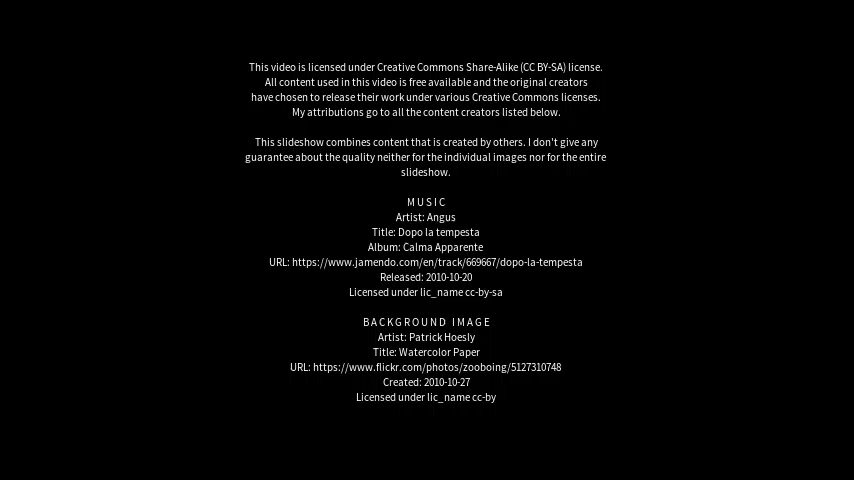 This video is licensed under Creative Commons Share-Alike (CC BY-SA) license.
All content used in this video is free available and the original creators
have chosen to release their work under various Creative Commons licenses.
My attributions go to all the content creators listed below.
This slideshow combines content that is created by others. I don't give any
guarantee about the quality neither for the individual images nor for the entire
slideshow.
MUSIC
Artist: Angus
Title: Dopo la tempesta
Album: Calma Apparente
URL: https://www.jamendo.com/en/track/669667/dopo-la-tempesta
Released: 2010-10-20
Licensed under lic_name cc-by-sa
BACKGROUND IMAGE
Artist: Patrick Hoesly
Title: Watercolor Paper
URL: https://www.flickr.com/photos/zooboing/5127310748
Created: 2010-10-27
Licensed under lic_name cc-by